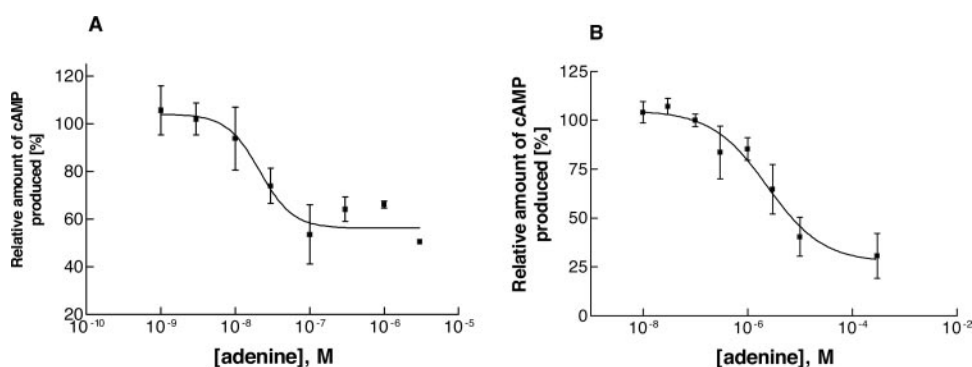 A
Relative amount of cAMP
produced [%]
120
100
80
60
40
20
10⁻¹⁰
10⁻⁹
10⁻⁸
10⁻⁷
10⁻⁶
10⁻⁵
[adenine], M
B
Relative amount of cAMP
produced [%]
125
100
75
50
25
0
10⁻⁸
10⁻⁶
10⁻⁴
10⁻²
[adenine], M